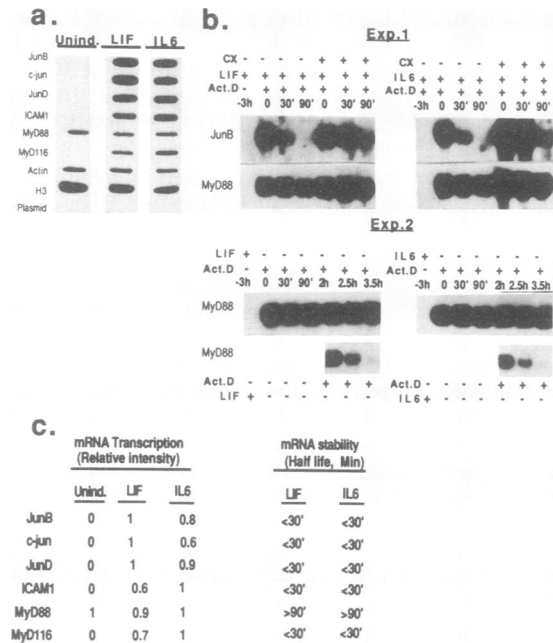 a.
Unind. LIF IL6
JunB
c-jun
JunD
ICAM1
MyD88
MyD116
Actin
H3
Plasmid
b.
Exp.1
CX - - - - + + +
LIF + + + + + + +
Act.D - + + + + + +
-3h 0 30' 90' 0 30' 90'
JunB
MyD88
CX - - - - + + +
IL6 + + + + + + +
Act.D - + + + + + +
-3h 0 30' 90' 0 30' 90'
Exp.2
LIF + - - - - - -
Act.D - + + + + + +
-3h 0 30' 90' 2h 2.5h 3.5h
MyD88
MyD88
Act.D - - - - + + +
LIF + - - - - - -
IL6 + - - - - - -
Act.D - + + + + + +
-3h 0 30' 90' 2h 2.5h 3.5h
Act.D - - - - + + +
IL6 + - - - - - -
c.
mRNA Transcription
(Relative intensity)
Unind. LIF IL6
JunB 0 1 0.8
c-jun 0 1 0.6
JunD 0 1 0.9
ICAM1 0 0.6 1
MyD88 1 0.9 1
MyD116 0 0.7 1
mRNA stability
(Half life, Min)
LIF IL6
<30' <30'
<30' <30'
<30' <30'
<30' <30'
>90' >90'
<30' <30'